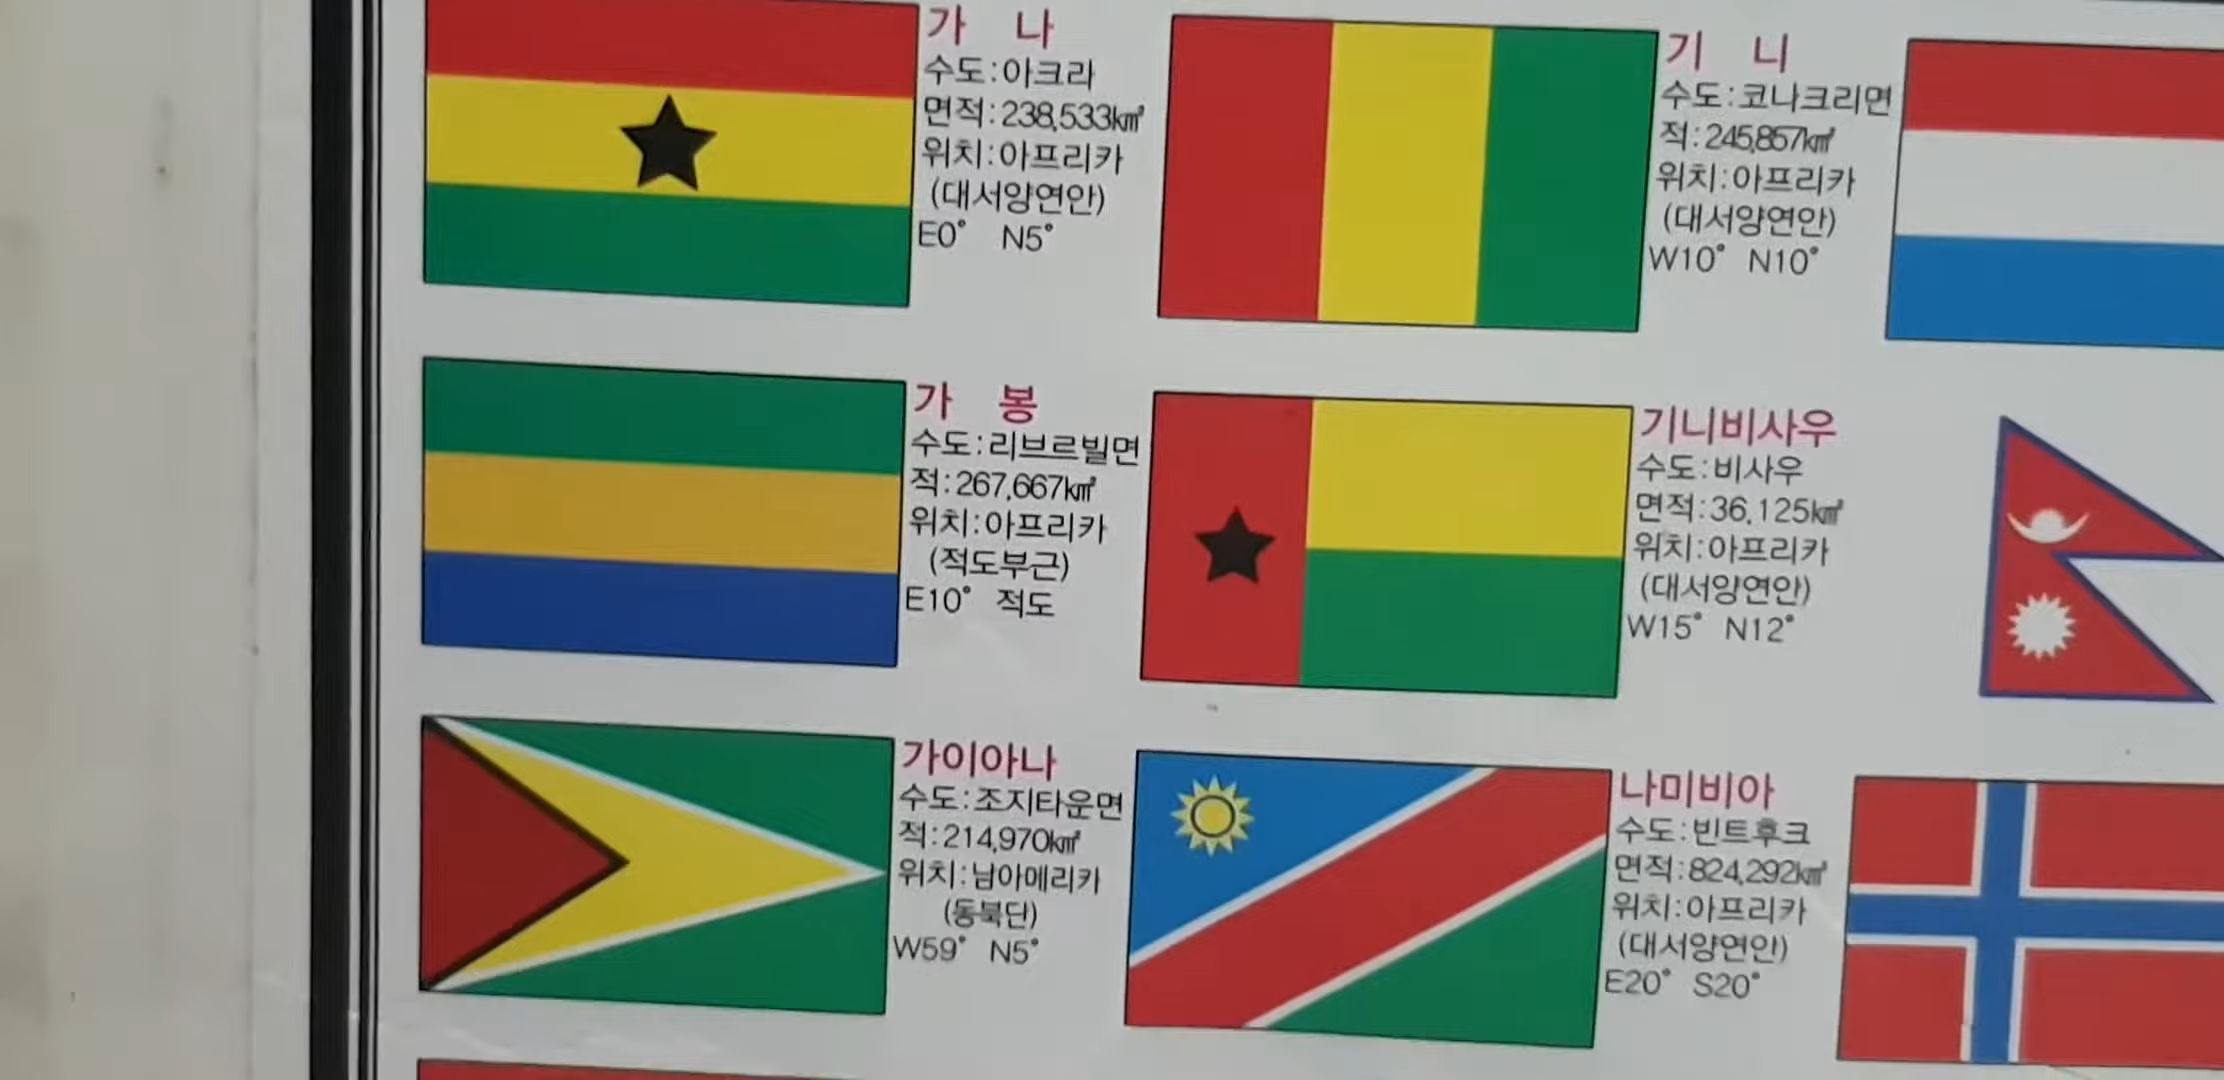 가 나
수도:아크라
면적:238,533㎢
위치:아프리카
(대서양연안)
E0° N5°
기 니
수도:코나크리면
적:245,857㎢
위치:아프리카
(대서양연안)
W10° N10°
가 봉
수도:리브르빌면
적:267,667㎢
위치:아프리카
(적도부근)
E10° 적도
기니비사우
수도:비사우
면적:36,125㎢
위치:아프리카
(대서양연안)
W15° N12°
가이아나
수도:조지타운면
적:214,970㎢
위치:남아메리카
(동북단)
W59° N5°
나미비아
수도:빈트후크
면적:824,292㎢
위치:아프리카
(대서양연안)
E20° S20°